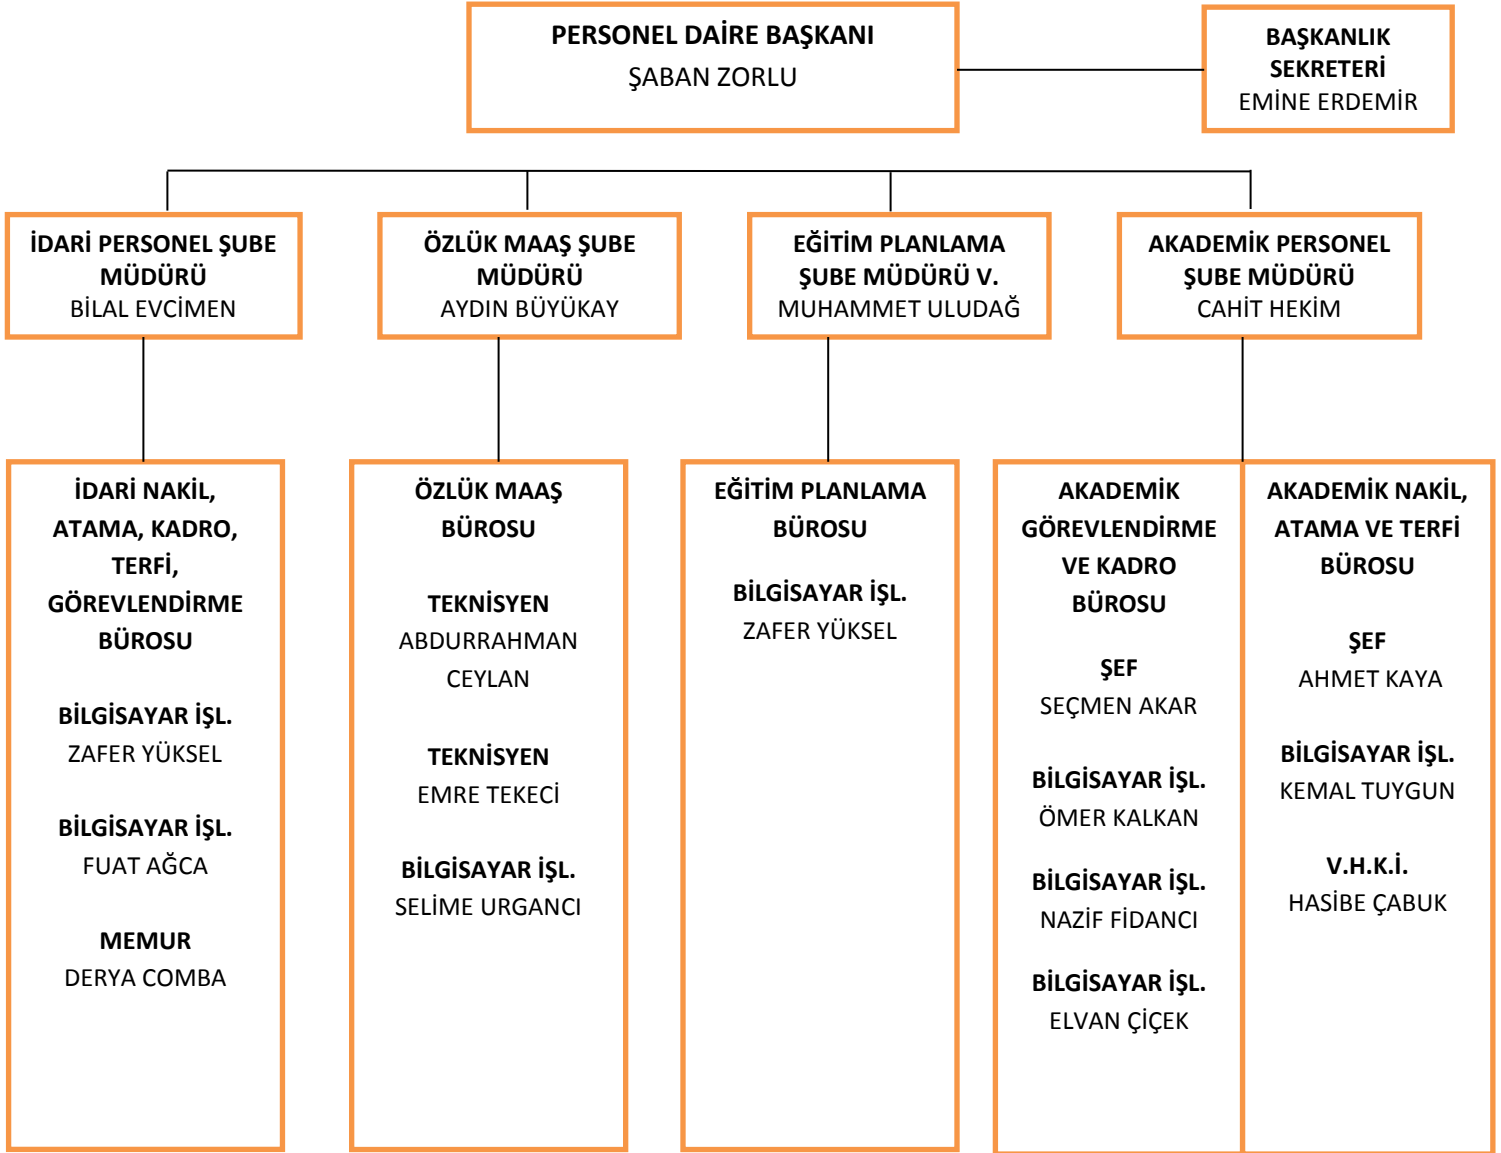 PERSONEL DAİRE BAŞKANI
ŞABAN ZORLU
BAŞKANLIK
SEKRETERİ
EMİNE ERDEMİR
İDARİ PERSONEL ŞUBE
MÜDÜRÜ
BİLAL EVCİMEN
ÖZLÜK MAAŞ ŞUBE
MÜDÜRÜ
AYDIN BÜYÜKAY
EĞİTİM PLANLAMA
ŞUBE MÜDÜRÜ V.
MUHAMMET ULUDAĞ
AKADEMİK PERSONEL
ŞUBE MÜDÜRÜ
CAHİT HEKİM
İDARİ NAKİL,
ATAMA, KADRO,
TERFİ,
GÖREVLENDİRME
BÜROSU
BİLGİSAYAR İŞL.
ZAFER YÜKSEL
BİLGİSAYAR İŞL.
FUAT AĞCA
MEMUR
DERYA COMBA
ÖZLÜK MAAŞ
BÜROSU
TEKNİSYEN
ABDURRAHMAN
CEYLAN
TEKNİSYEN
EMRE TEKECİ
BİLGİSAYAR İŞL.
SELİME URGANCI
EĞİTİM PLANLAMA
BÜROSU
BİLGİSAYAR İŞL.
ZAFER YÜKSEL
AKADEMİK
GÖREVLENDİRME
VE KADRO
BÜROSU
ŞEF
SEÇMEN AKAR
BİLGİSAYAR İŞL.
ÖMER KALKAN
BİLGİSAYAR İŞL.
NAZİF FİDANCI
BİLGİSAYAR İŞL.
ELVAN ÇİÇEK
AKADEMİK NAKİL,
ATAMA VE TERFİ
BÜROSU
ŞEF
AHMET KAYA
BİLGİSAYAR İŞL.
KEMAL TUYGUN
V.H.K.İ.
HASİBE ÇABUK